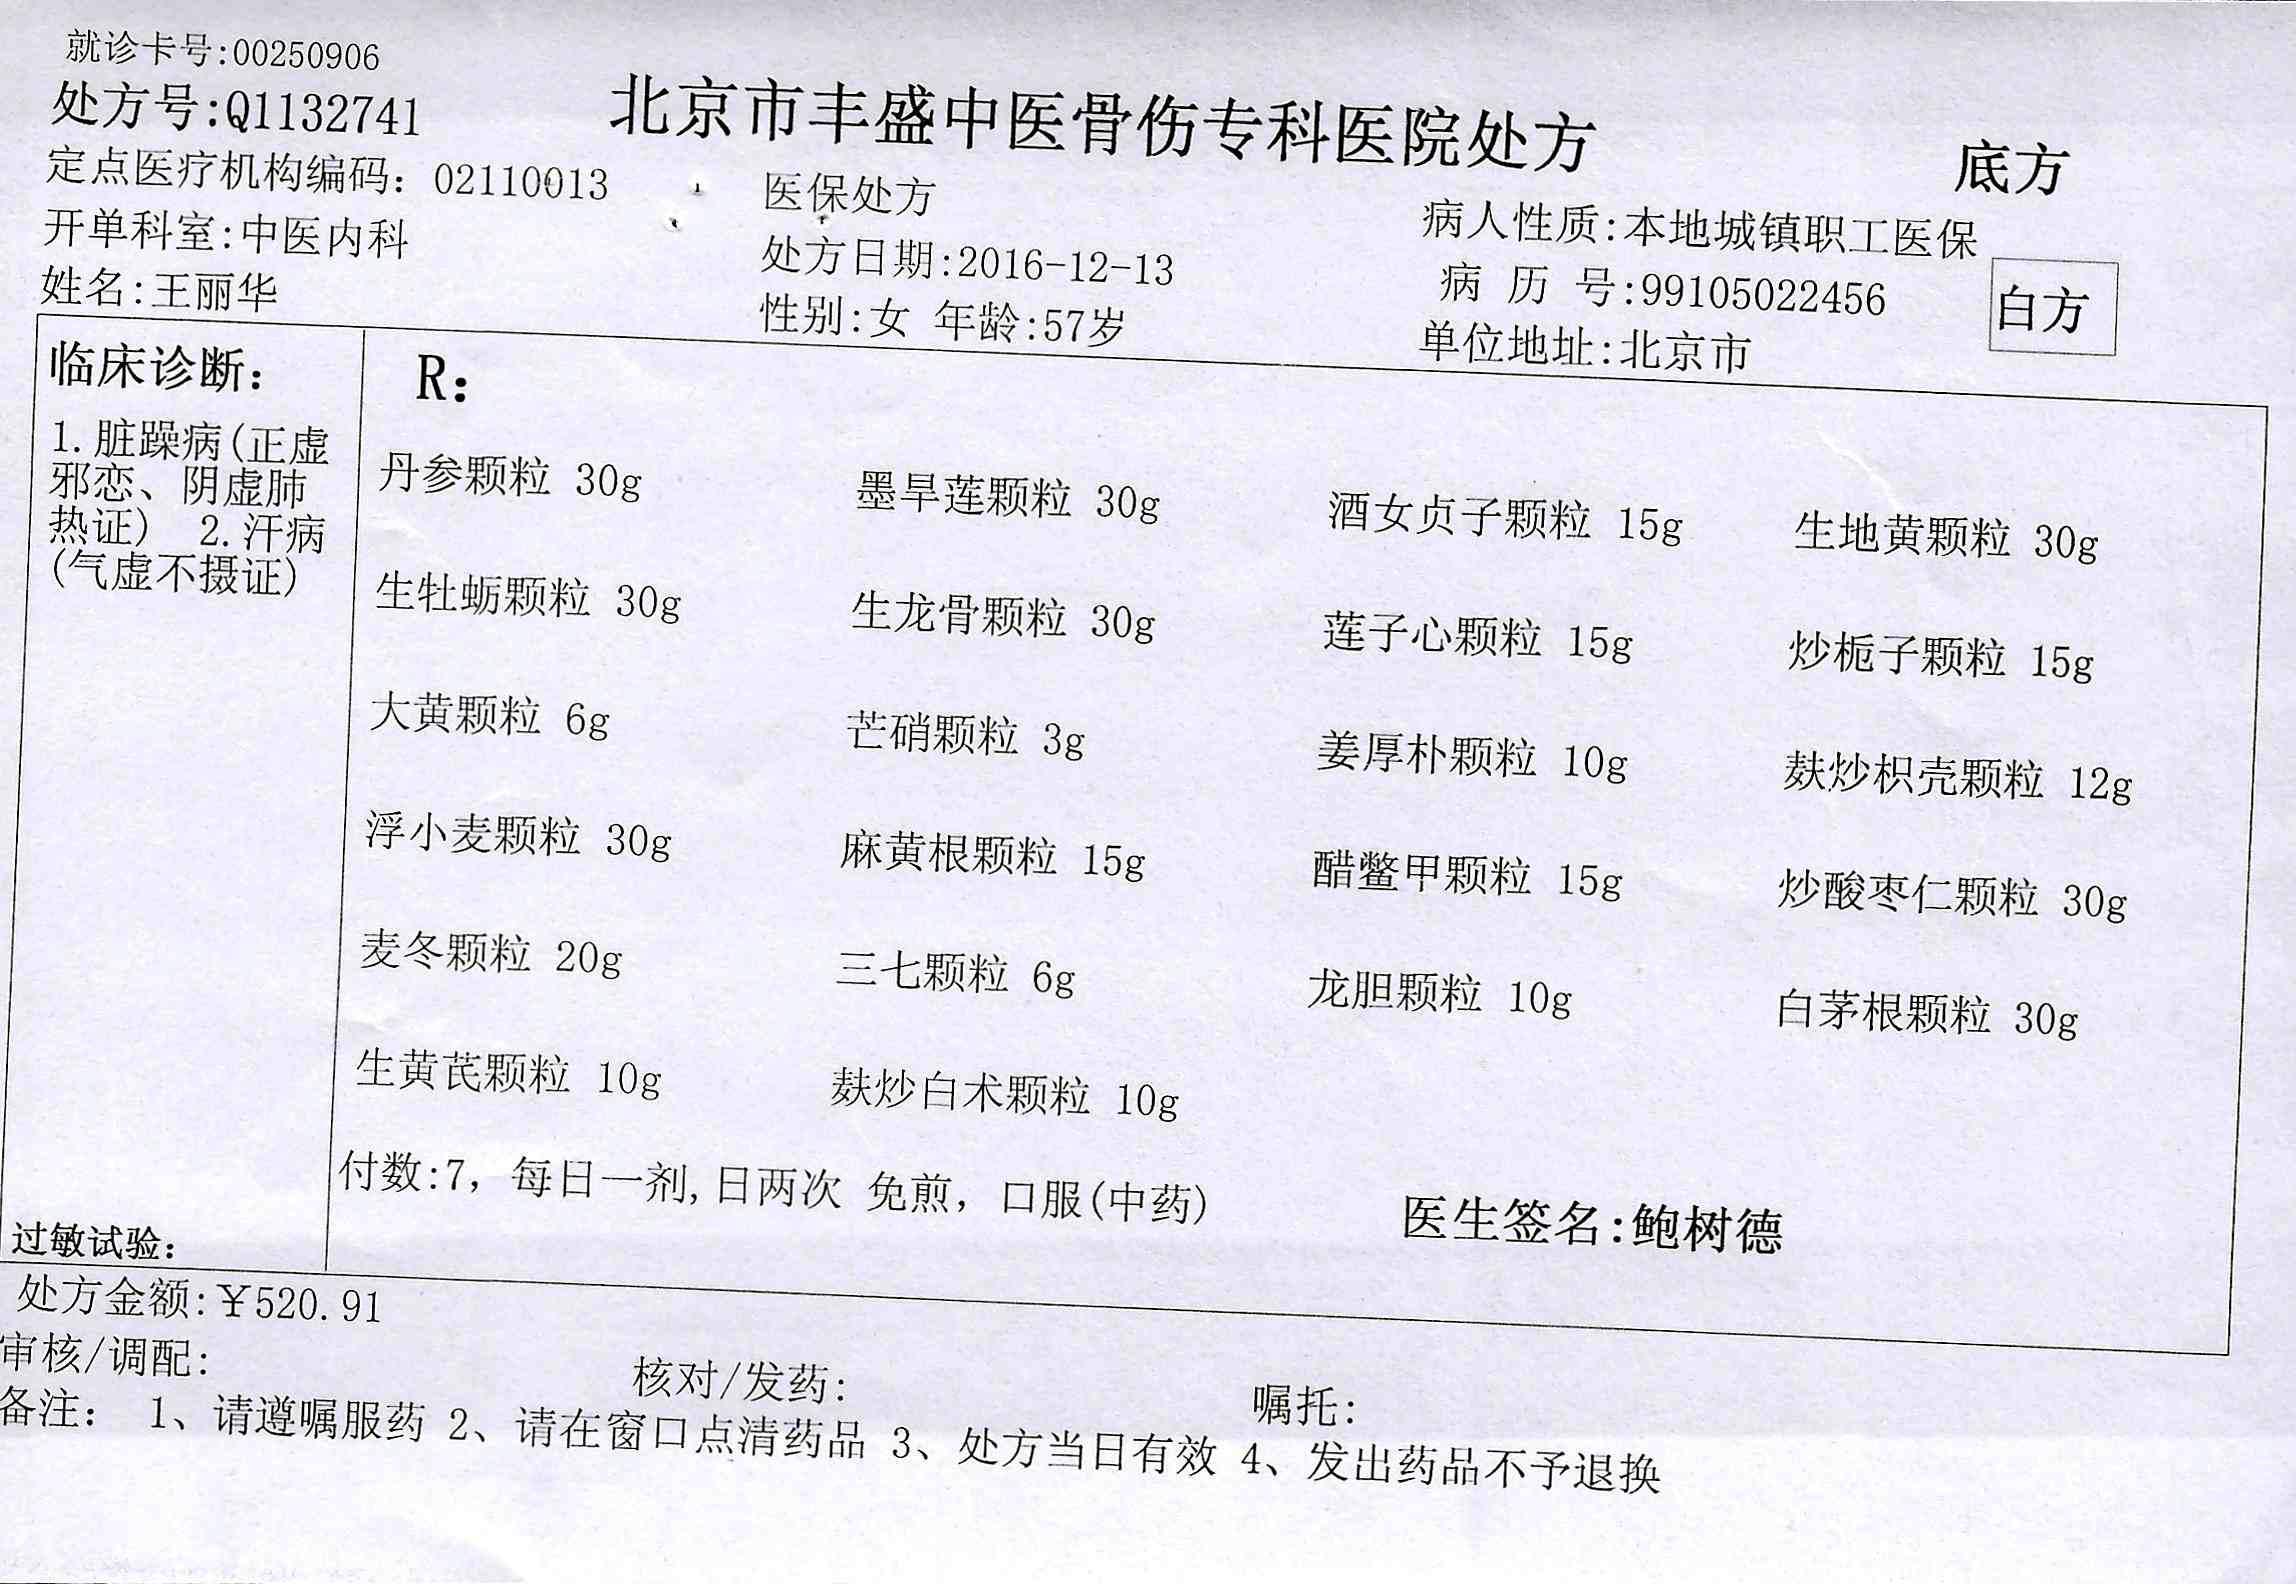 就诊卡号:00250906
处方号:Q1132741
北京市丰盛中医骨伤专科医院处方
底方
定点医疗机构编码: 02110013
医保处方
病人性质:本地城镇职工医保
开单科室:中医内科
处方日期:2016-12-13
病 历 号:99105022456
白方
姓名:王丽华
性别:女 年龄:57岁
单位地址:北京市
临床诊断:
1.脏躁病(正虚
邪恋、阴虚肺
热证) 2.汗病
(气虚不摄证)
R:
丹参颗粒 30g 墨旱莲颗粒 30g 酒女贞子颗粒 15g 生地黄颗粒 30g
生牡蛎颗粒 30g 生龙骨颗粒 30g 莲子心颗粒 15g 炒栀子颗粒 15g
大黄颗粒 6g 芒硝颗粒 3g 姜厚朴颗粒 10g 麸炒枳壳颗粒 12g
浮小麦颗粒 30g 麻黄根颗粒 15g 醋鳖甲颗粒 15g 炒酸枣仁颗粒 30g
麦冬颗粒 20g 三七颗粒 6g 龙胆颗粒 10g 白茅根颗粒 30g
生黄芪颗粒 10g 麸炒白术颗粒 10g
付数:7, 每日一剂,日两次 免煎, 口服(中药)
医生签名:鲍树德
过敏试验:
处方金额:￥520.91
审核/调配: 核对/发药: 嘱托:
备注: 1、请遵嘱服药 2、请在窗口点清药品 3、处方当日有效 4、发出药品不予退换